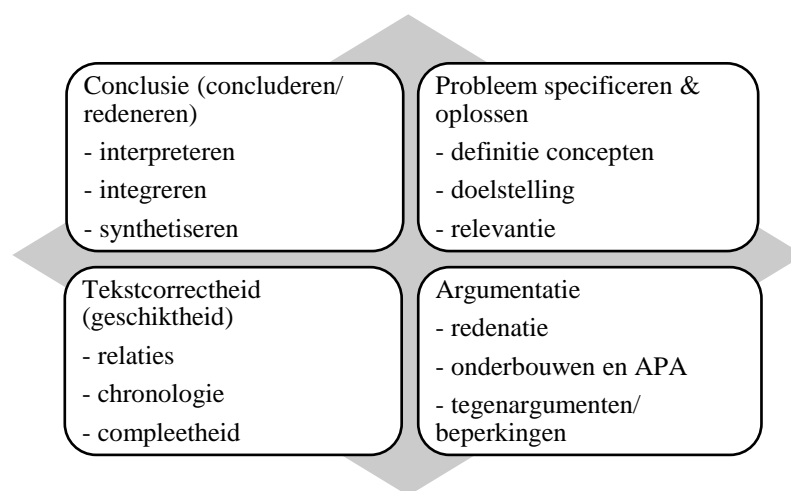 Conclusie (concluderen/
redeneren)
- interpreteren
- integreren
- synthetiseren
Probleem specificeren &
oplossen
- definitie concepten
- doelstelling
- relevantie
Tekstcorrectheid
(geschiktheid)
- relaties
- chronologie
- compleetheid
Argumentatie
- redenatie
- onderbouwen en APA
- tegenargumenten/
beperkingen